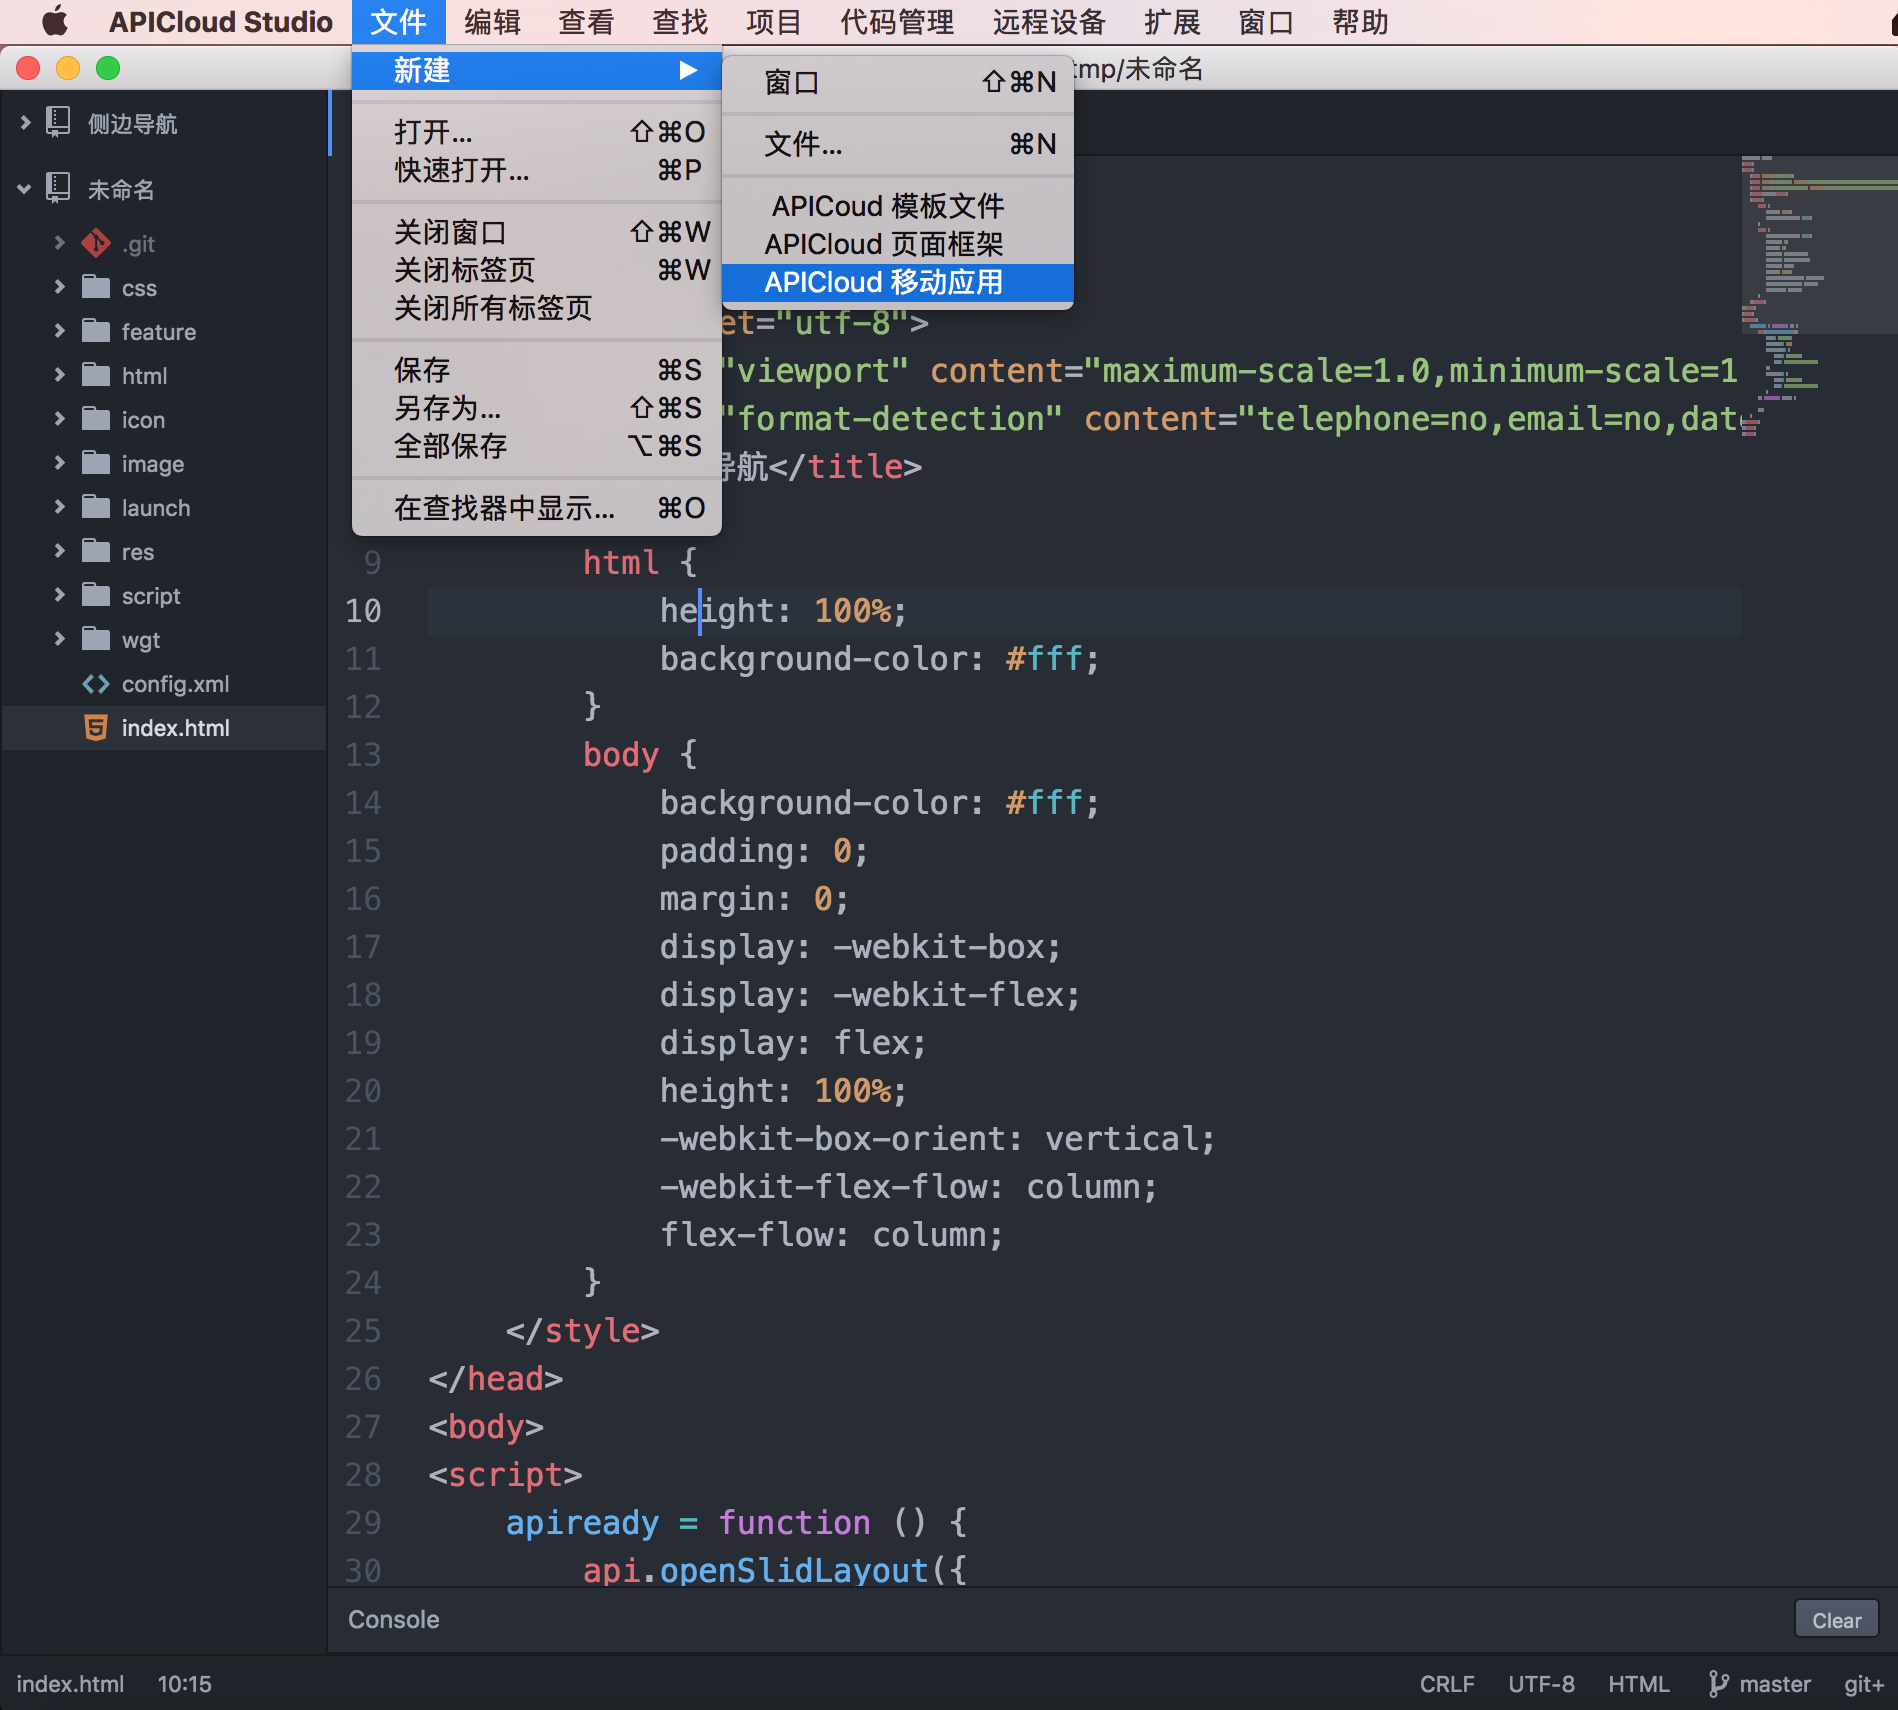 APICloud Studio 文件 编辑 查看 查找 项目 代码管理 远程设备 扩展 窗口 帮助
tmp/未命名
新建
打开... ⇧⌘O
快速打开... ⌘P
关闭窗口 ⇧⌘W
关闭标签页 ⌘W
关闭所有标签页
保存 ⌘S
另存为... ⇧⌘S
全部保存 ⌥⌘S
在查找器中显示... ⌘O
窗口 ⇧⌘N
文件... ⌘N
APICoud 模板文件
APICloud 页面框架
APICloud 移动应用
侧边导航
未命名
.git
css
feature
html
icon
image
launch
res
script
wgt
config.xml
index.html
et="utf-8">
"viewport" content="maximum-scale=1.0,minimum-scale=1
"format-detection" content="telephone=no,email=no,dat
导航</title>
9 html {
10 height: 100%;
11 background-color: #fff;
12 }
13 body {
14 background-color: #fff;
15 padding: 0;
16 margin: 0;
17 display: -webkit-box;
18 display: -webkit-flex;
19 display: flex;
20 height: 100%;
21 -webkit-box-orient: vertical;
22 -webkit-flex-flow: column;
23 flex-flow: column;
24 }
25 </style>
26 </head>
27 <body>
28 <script>
29 apiready = function () {
30 api.openSlidLayout({
Console Clear
index.html 10:15 CRLF UTF-8 HTML master git+